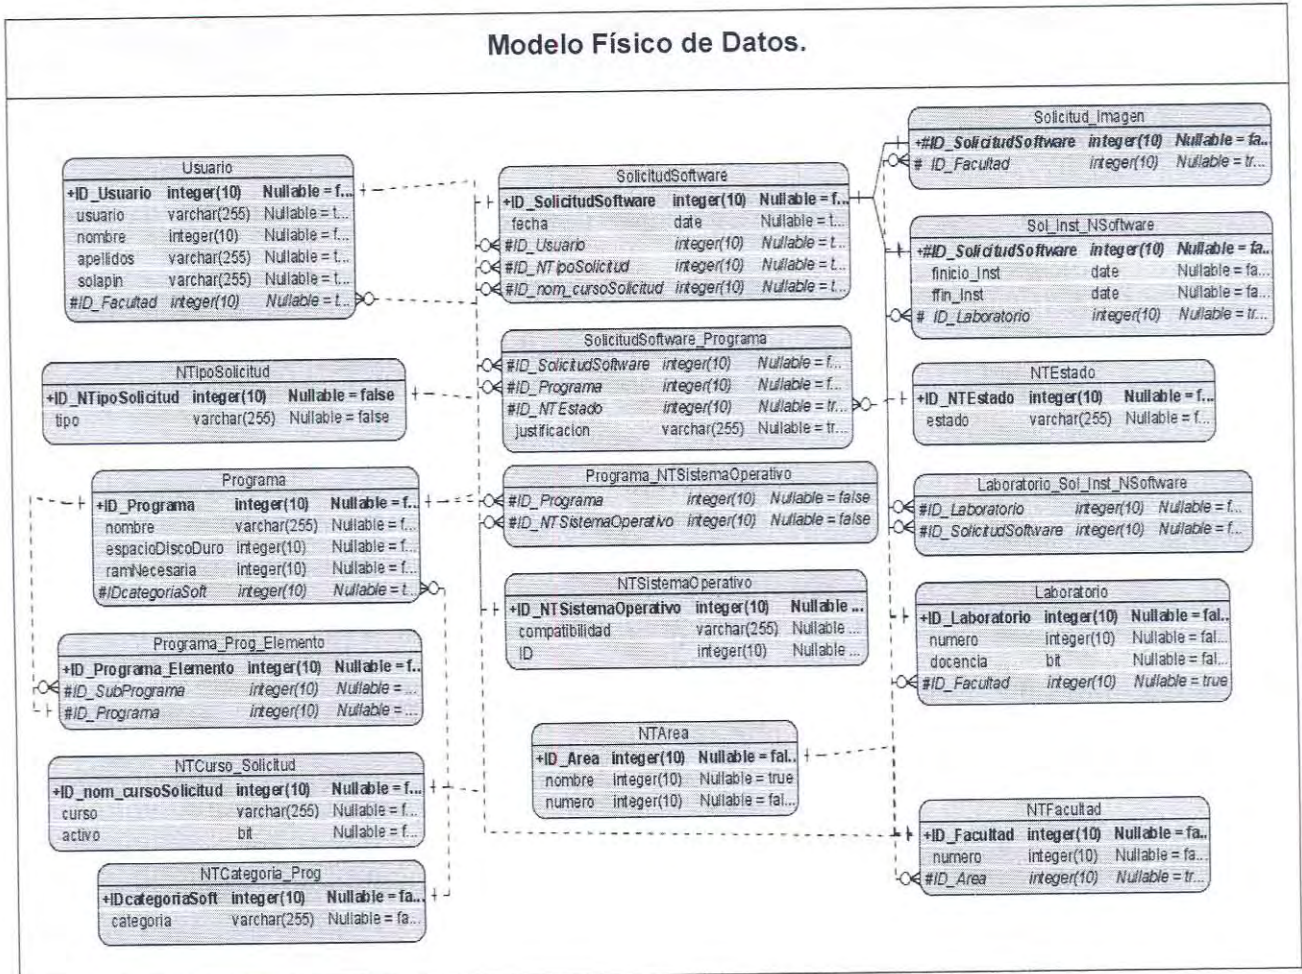 Modelo Físico de Datos.
Usuario
+ID_Usuario integer(10) Nullable = f...
usuario varchar(255) Nullable = t...
nombre integer(10) Nullable = f...
apellidos varchar(255) Nullable = t...
solapin varchar(255) Nullable = t...
#ID_Facultad integer(10) Nullable = t...
NTipoSolicitud
+ID_NTipoSolicitud integer(10) Nullable = false
tipo varchar(255) Nullable = false
Programa
+ID_Programa integer(10) Nullable = f...
nombre varchar(255) Nullable = f...
espacioDiscoDuro integer(10) Nullable = f...
ramNecesaria integer(10) Nullable = f...
#IDcategoriaSoft integer(10) Nullable = t...
Programa_Prog_Elemento
+ID_Programa_Elemento integer(10) Nullable = f...
#ID_SubPrograma integer(10) Nullable = ...
#ID_Programa integer(10) Nullable = ...
NTCurso_Solicitud
+ID_nom_cursoSolicitud integer(10) Nullable = f...
curso varchar(255) Nullable = f...
activo bit Nullable = f...
NTCategoria_Prog
+IDcategoriaSoft integer(10) Nullable = fa...
categoria varchar(255) Nullable = fa...
SolicitudSoftware
+ID_SolicitudSoftware integer(10) Nullable = f...
fecha date Nullable = t...
#ID_Usuario integer(10) Nullable = t...
#ID_NTipoSolicitud integer(10) Nullable = t...
#ID_nom_cursoSolicitud integer(10) Nullable = t...
SolicitudSoftware_Programa
#ID_SolicitudSoftware integer(10) Nullable = f...
#ID_Programa integer(10) Nullable = f...
#ID_NTEstado integer(10) Nullable = tr...
justificacion varchar(255) Nullable = tr...
Programa_NTSistemaOperativo
#ID_Programa integer(10) Nullable = false
#ID_NTSistemaOperativo integer(10) Nullable = false
NTSistemaOperativo
+ID_NTSistemaOperativo integer(10) Nullable ...
compatibilidad varchar(255) Nullable ...
ID integer(10) Nullable ...
NTArea
+ID_Area integer(10) Nullable = fal...
nombre integer(10) Nullable = true
numero integer(10) Nullable = fal...
Solicitud_Imagen
+#ID_SolicitudSoftware integer(10) Nullable = fa...
# ID_Facultad integer(10) Nullable = tr...
Sol_Inst_NSoftware
+#ID_SolicitudSoftware integer(10) Nullable = fa...
finicio_Inst date Nullable = fa...
ffin_Inst date Nullable = fa...
# ID_Laboratorio integer(10) Nullable = tr...
NTEstado
+ID_NTEstado integer(10) Nullable = f...
estado varchar(255) Nullable = f...
Laboratorio_Sol_Inst_NSoftware
#ID_Laboratorio integer(10) Nullable = f...
#ID_SolicitudSoftware integer(10) Nullable = f...
Laboratorio
+ID_Laboratorio integer(10) Nullable = fal...
numero integer(10) Nullable = fal...
docencia bit Nullable = fal...
#ID_Facultad integer(10) Nullable = true
NTFacultad
+ID_Facultad integer(10) Nullable = fa...
numero integer(10) Nullable = fa...
#ID_Area integer(10) Nullable = tr...